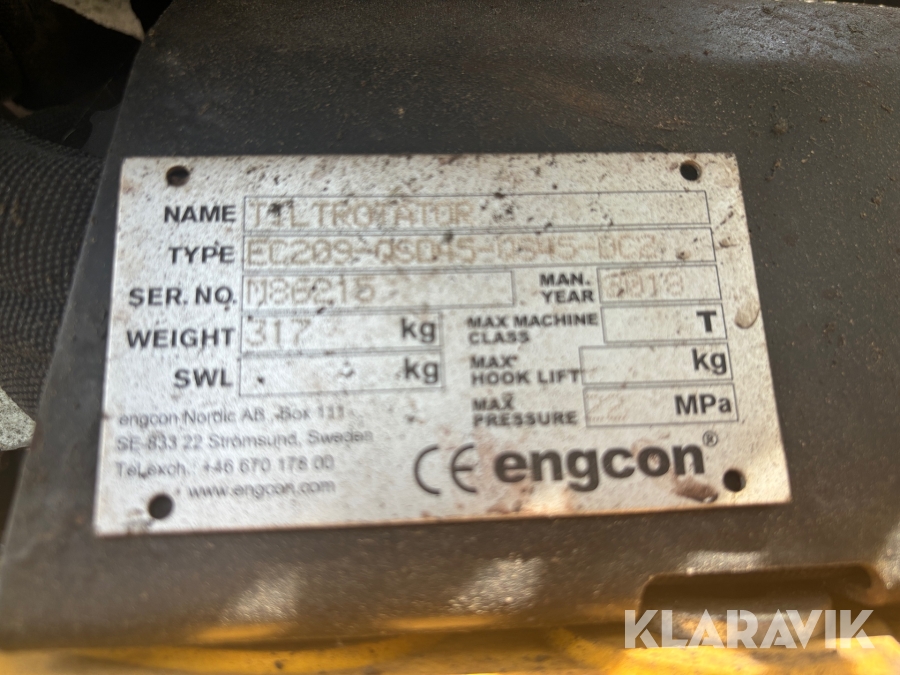 NAME TILTROTATOR
TYPE EC209-QSD45-QS45-DC2
SER. NO. M86215 MAN. YEAR 2018
WEIGHT 317 kg MAX MACHINE CLASS T
SWL kg MAX HOOK LIFT kg
MAX PRESSURE 22 MPa
engcon Nordic AB, Box 111
SE-833 22 Strömsund, Sweden
Tel.exch.: +46 670 178 00
www.engcon.com
CE engcon®
KLARAVIK